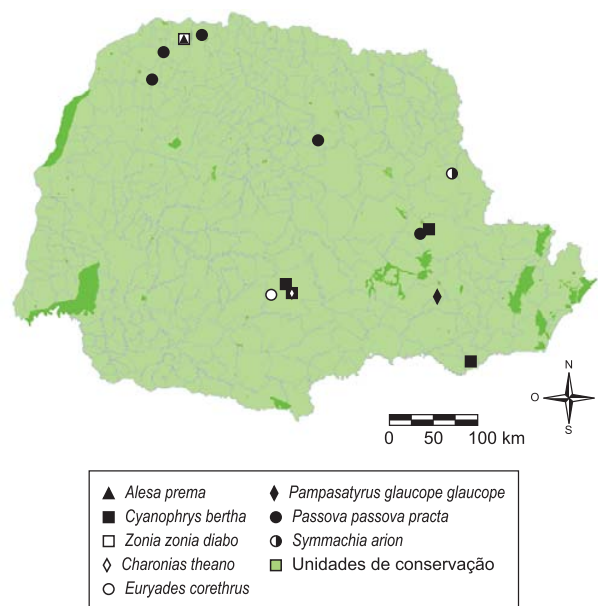 N
O
S
0 50 100 km
Alesa prema
Cyanophrys bertha
Zonia zonia diabo
Charonias theano
Euryades corethrus
Pampasatyrus glaucope glaucope
Passova passova practa
Symmachia arion
Unidades de conservação